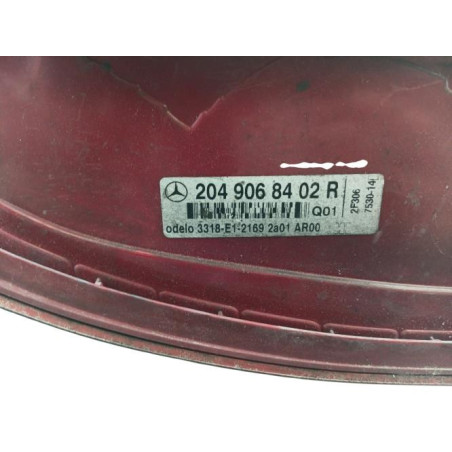 204 906 84 02 R
Q01
odelo 3318-E1-2169 2a01 AR00
2F306
7530-14